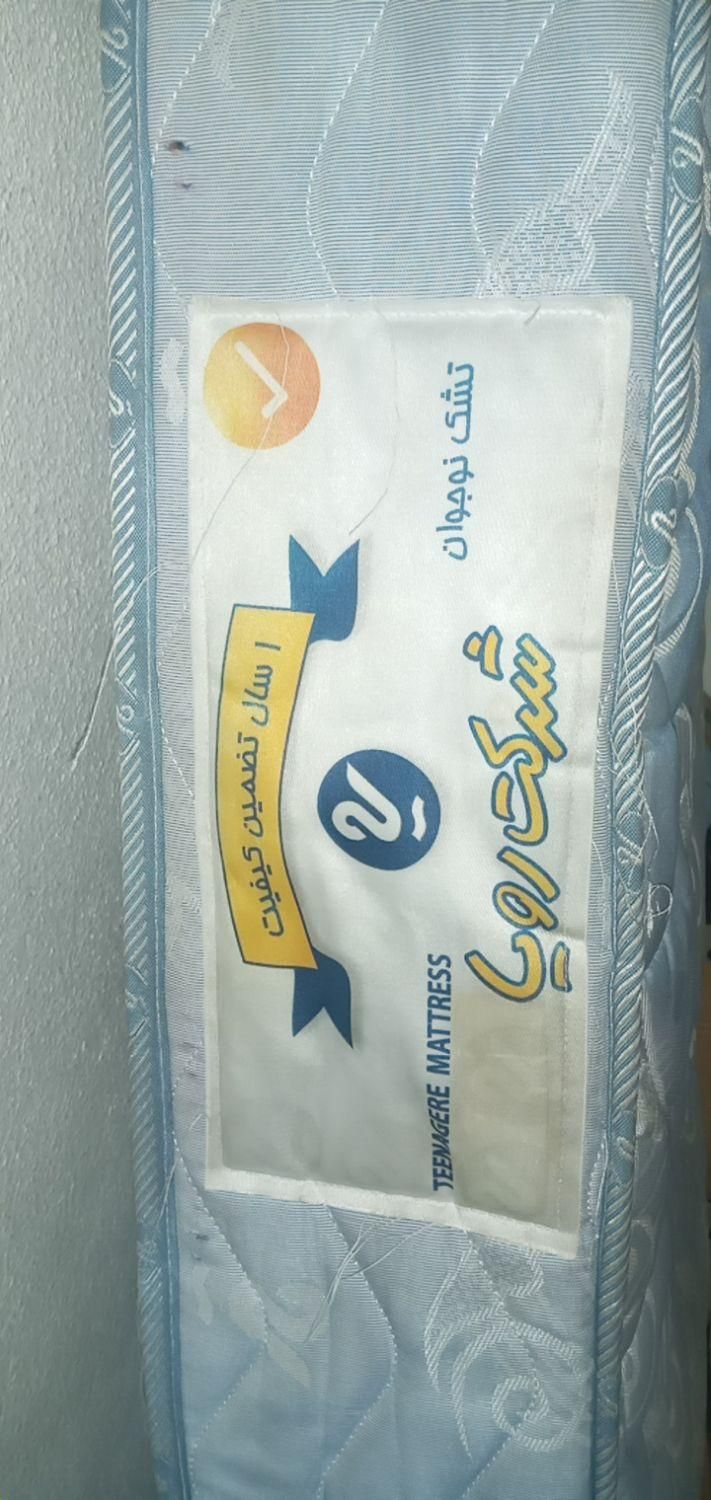 ۱ سال تضمین کیفیت
TEENAGERE MATTRESS
تشک نوجوان
شرکت رویا